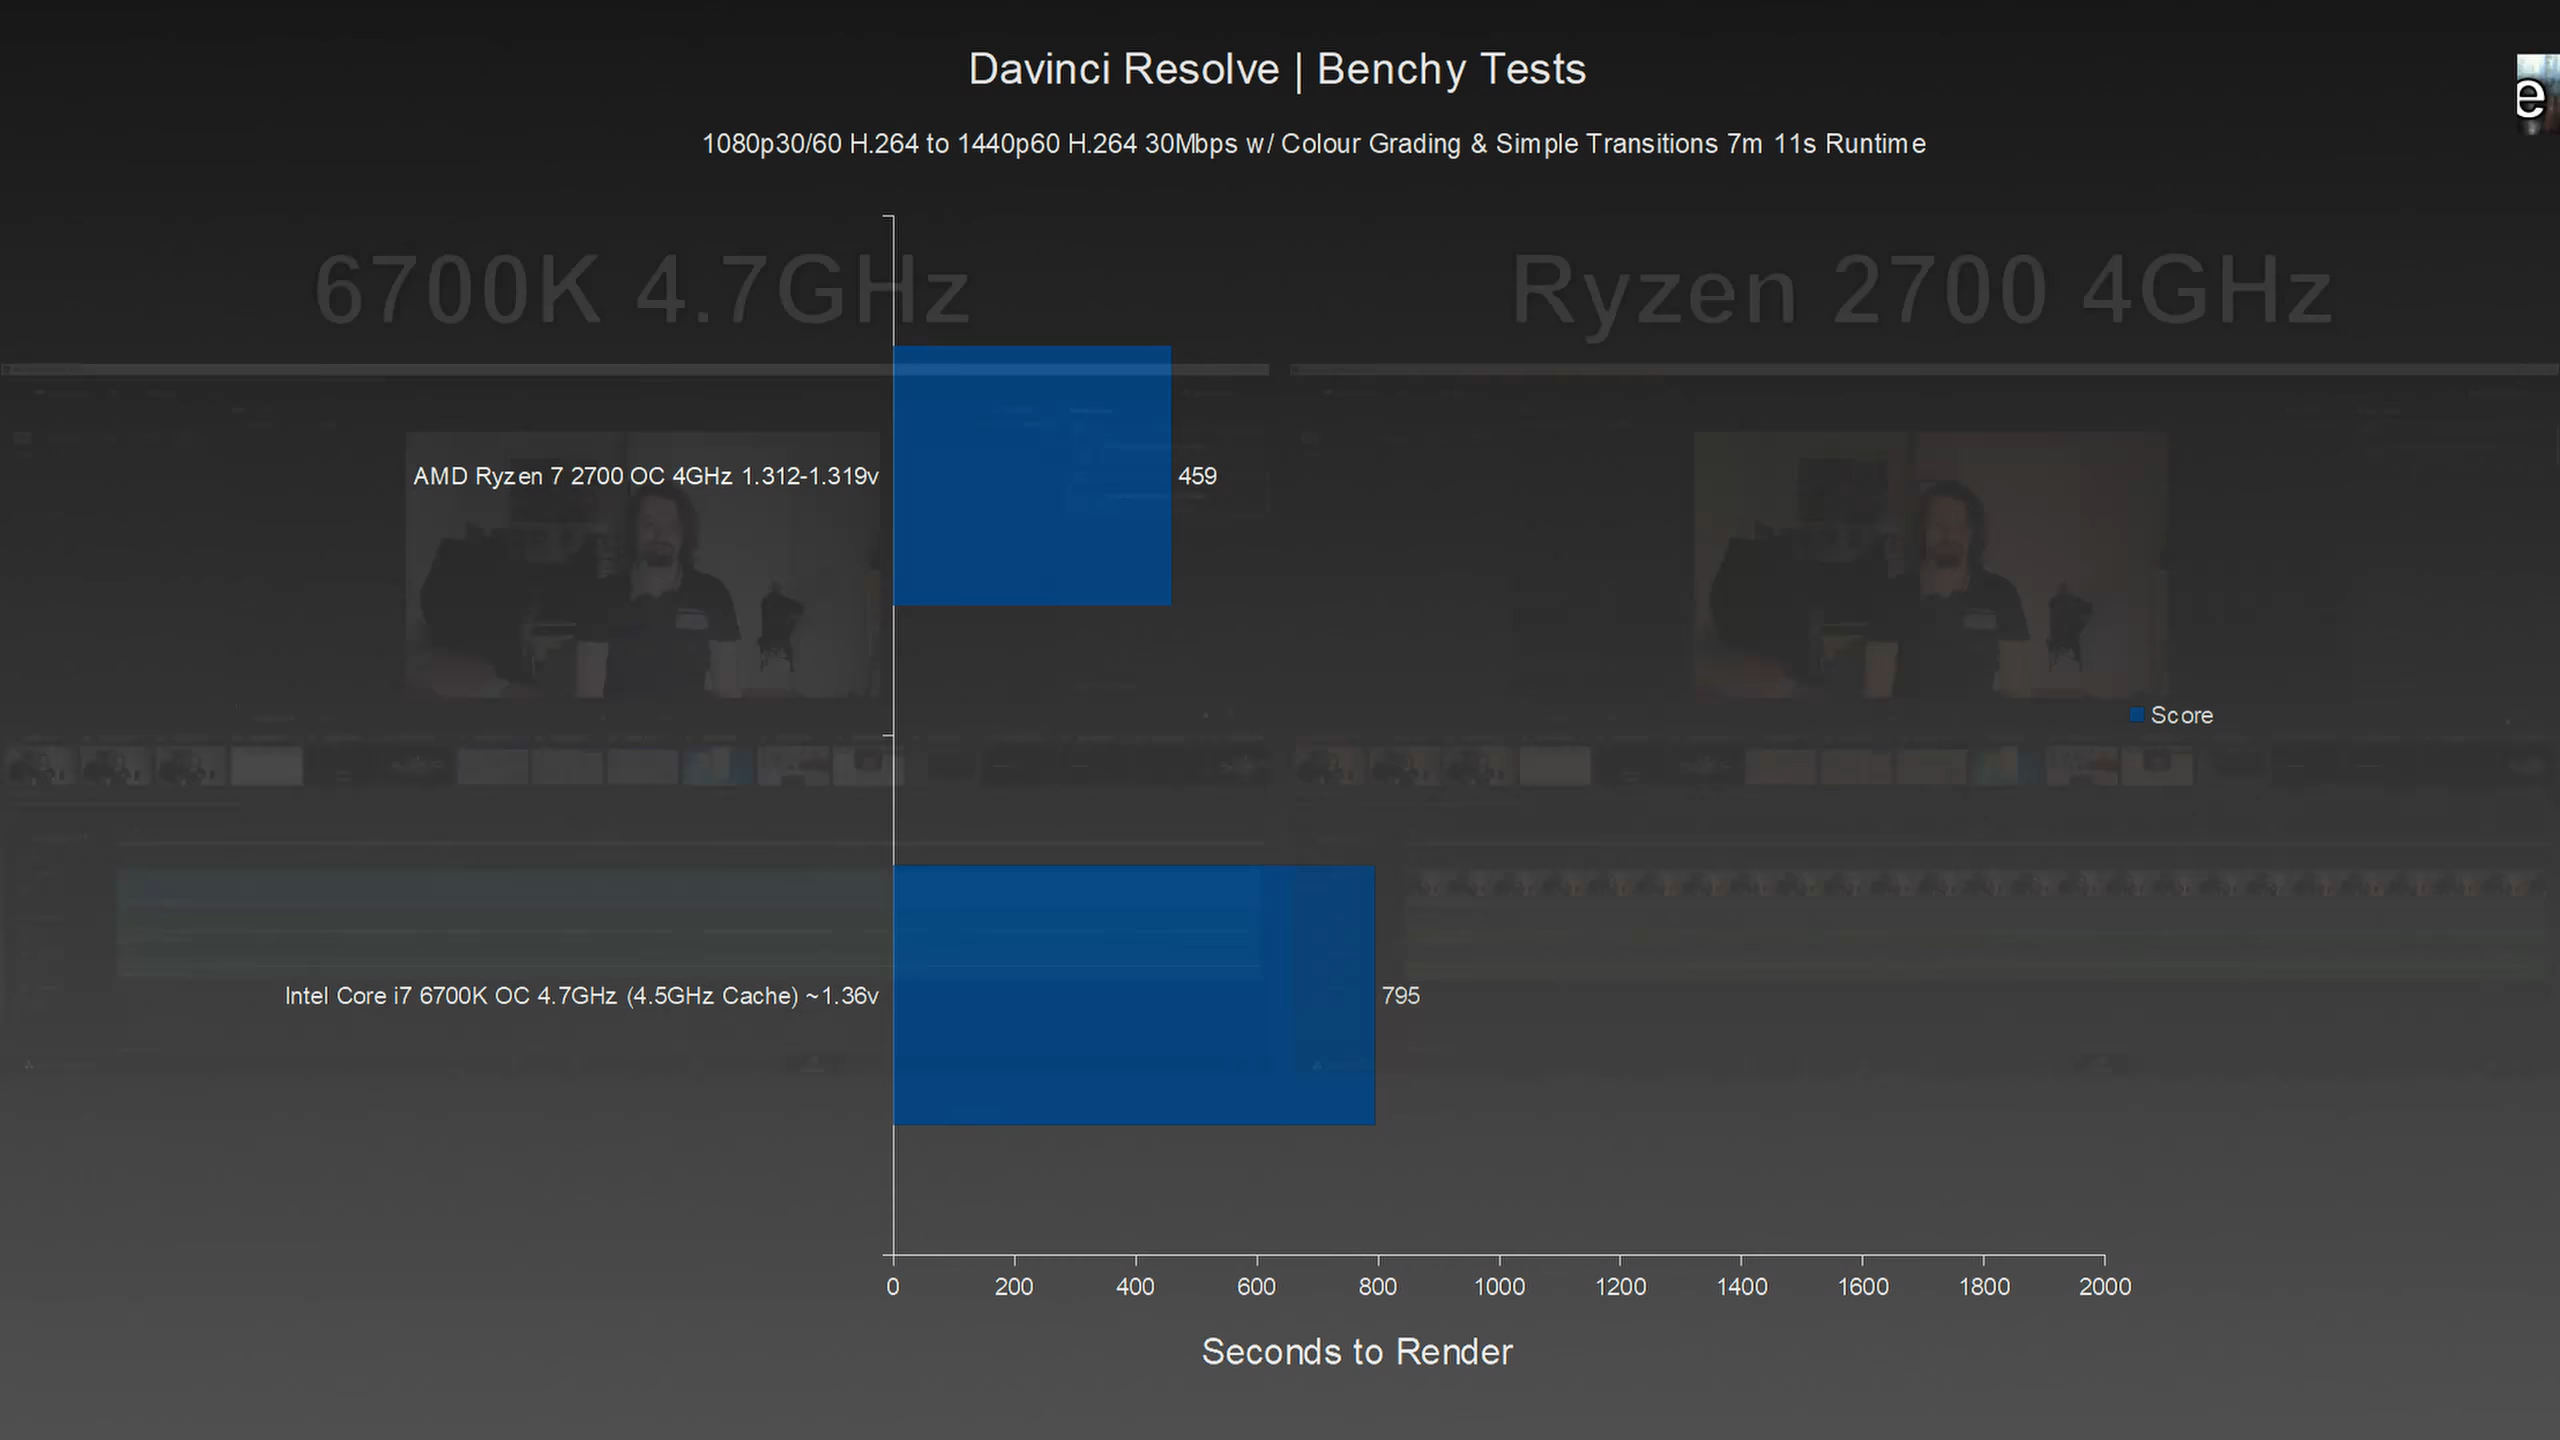 Davinci Resolve | Benchy Tests
e
1080p30/60 H.264 to 1440p60 H.264 30Mbps w/ Colour Grading & Simple Transitions 7m 11s Runtime
6700K 4.7GHz
Ryzen 2700 4GHz
AMD Ryzen 7 2700 OC 4GHz 1.312-1.319v
459
Score
Intel Core i7 6700K OC 4.7GHz (4.5GHz Cache) ~1.36v
795
0 200 400 600 800 1000 1200 1400 1600 1800 2000
Seconds to Render